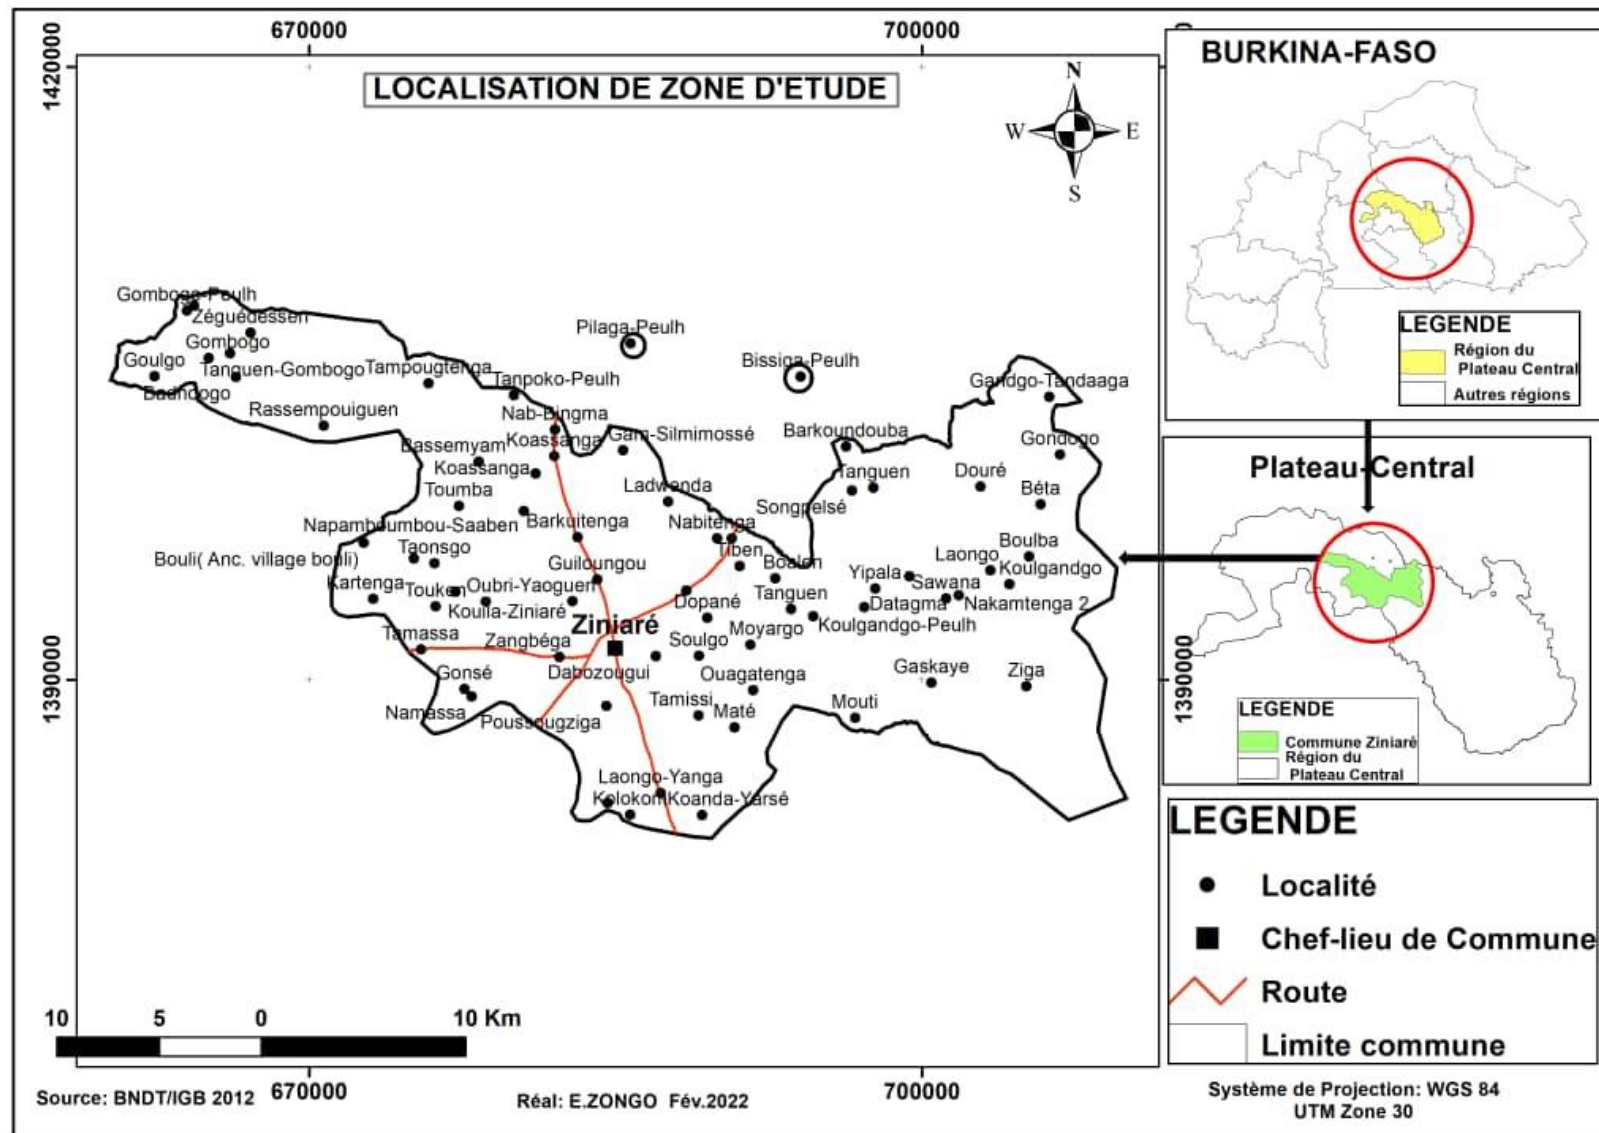 670000
700000
1420000
LOCALISATION DE ZONE D'ETUDE
N
W
E
S
Gombogo-Peulh
Zéguédessen
Gombogo
Goulgo
Tanguen-Gombogo
Tampougtenga
Badnoogo
Rassempouiguen
Tanpoko-Peulh
Pilaga-Peulh
Bissiga-Peulh
Gandgo-Tandaaga
Nab-Bingma
Bassemyam
Koassanga
Gam-Silmimossé
Koassanga
Barkoundouba
Gondogo
Toumba
Ladwenda
Tanguen
Douré
Songpelsé
Béta
Napamboumbou-Saaben
Barkuitenga
Nabitenga
Bouli( Anc. village bouli)
Taonsgo
Guiloungou
Liben
Boalen
Laongo
Boulba
Koulgandgo
Kartenga
Touken
Oubri-Yaoguen
Yipala
Sawana
Koulla-Ziniaré
Dopané
Tanguen
Datagma
Nakamtenga 2
Ziniaré
Koulgandgo-Peulh
Tamassa
Zangbéga
Soulgo
Moyargo
Gonsé
Dabozougui
Ouagatenga
Gaskaye
Ziga
Namassa
Poussougziga
Tamissi
Maté
Mouti
Laongo-Yanga
Kolokom
Koanda-Yarsé
1390000
1390000
10 5 0 10 Km
670000
700000
Source: BNDT/IGB 2012
Réal: E.ZONGO Fév.2022
BURKINA-FASO
LEGENDE
Région du
Plateau Central
Autres régions
Plateau-Central
LEGENDE
Commune Ziniaré
Région du
Plateau Central
LEGENDE
Localité
Chef-lieu de Commune
Route
Limite commune
Système de Projection: WGS 84
UTM Zone 30